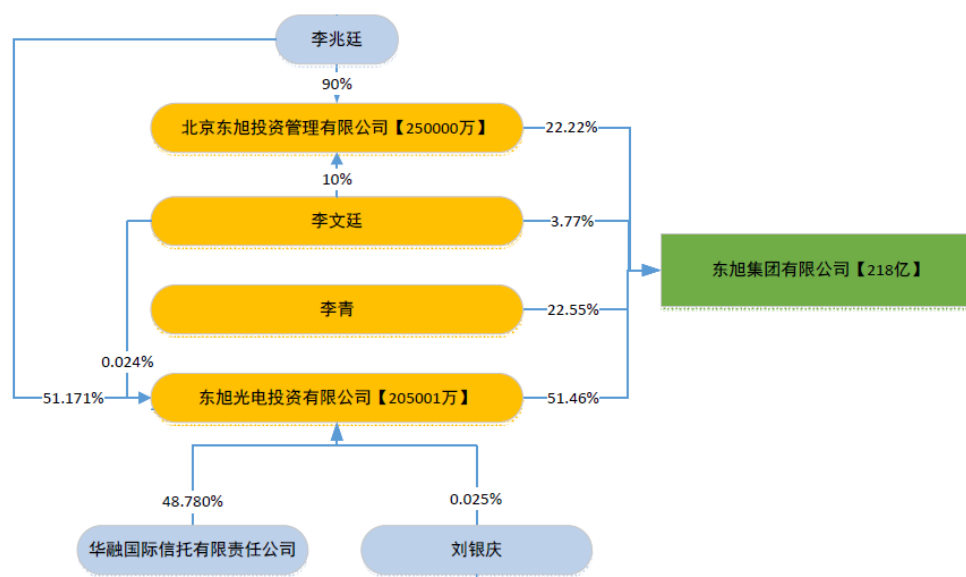 李兆廷
90%
北京东旭投资管理有限公司【250000万】
22.22%
10%
李文廷
3.77%
东旭集团有限公司【218亿】
李青
22.55%
0.024%
51.171%
东旭光电投资有限公司【205001万】
51.46%
48.780%
0.025%
华融国际信托有限责任公司
刘银庆